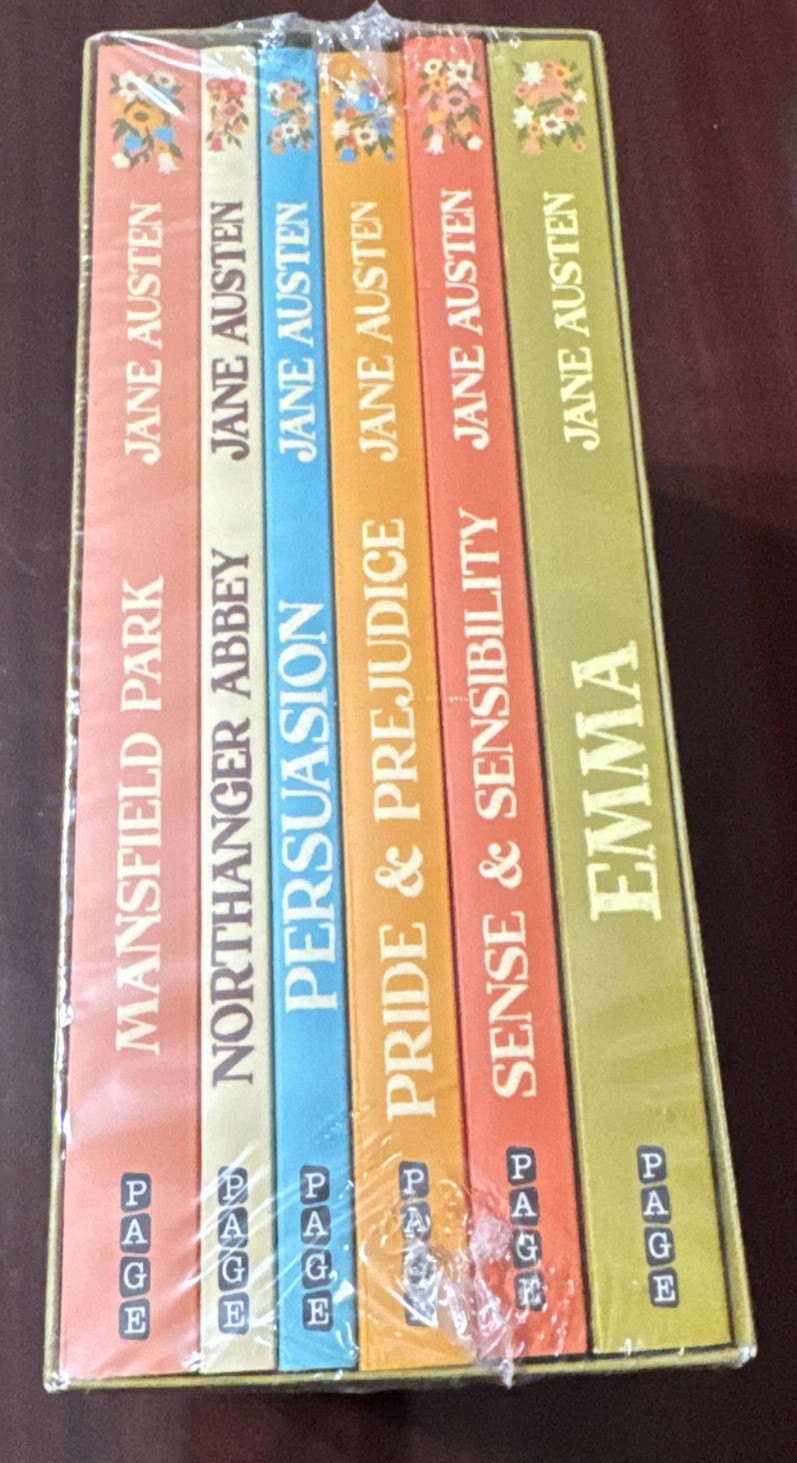 MANSFIELD PARK JANE AUSTEN
PAGE
NORTHANGER ABBEY JANE AUSTEN
PAGE
PERSUASION JANE AUSTEN
PAGE
PRIDE & PREJUDICE JANE AUSTEN
PAGE
SENSE & SENSIBILITY JANE AUSTEN
PAGE
EMMA JANE AUSTEN
PAGE